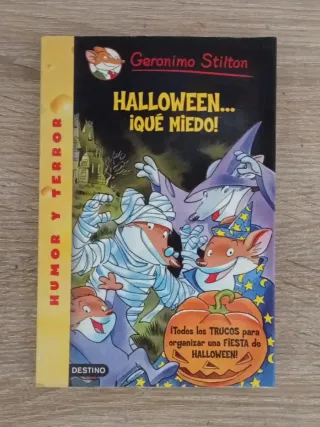 Geronimo Stilton
HALLOWEEN...
¡QUÉ MIEDO!
HUMOR Y TERROR
¡Todos los TRUCOS para
organizar una FIESTA de
HALLOWEEN!
DESTINO